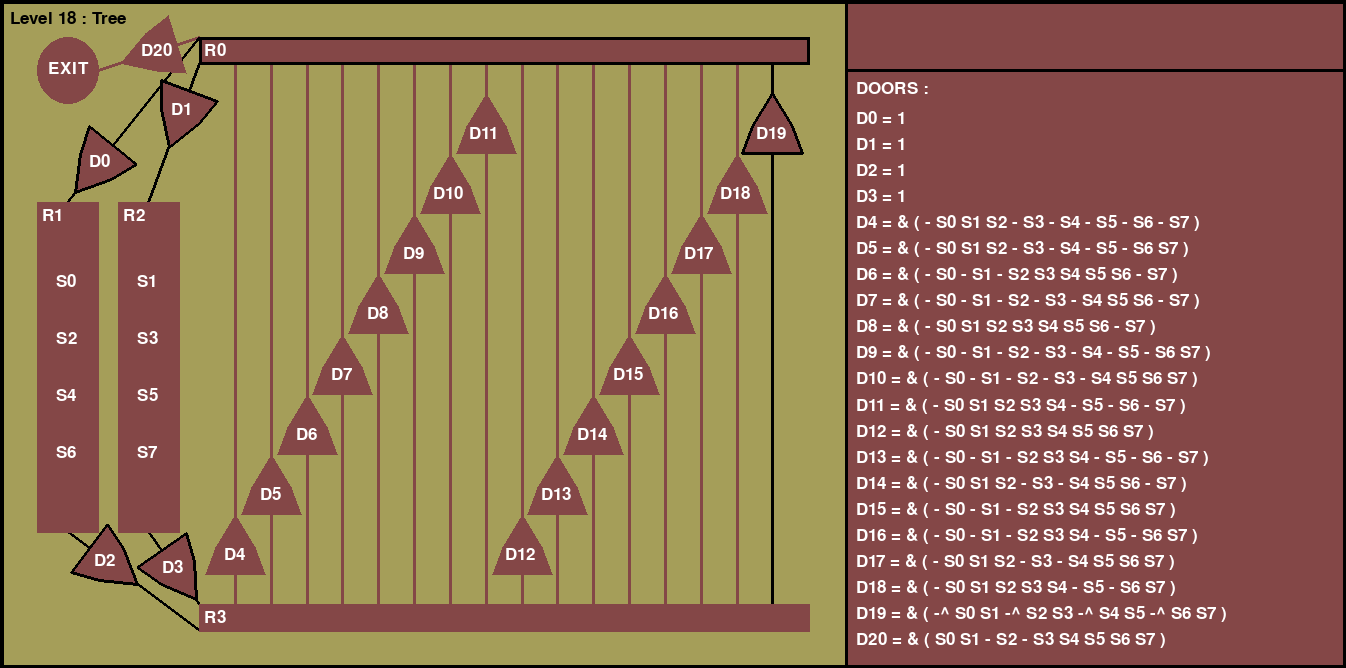 Level 18 : Tree
D20
R0
EXIT
D1
D11
D19
D0
D10
D18
R1
R2
D9
D17
S0
S1
D8
D16
S2
S3
D7
D15
S4
S5
D6
D14
S6
S7
D5
D13
D2
D3
D4
D12
R3
DOORS :
D0 = 1
D1 = 1
D2 = 1
D3 = 1
D4 = & ( - S0 S1 S2 - S3 - S4 - S5 - S6 - S7 )
D5 = & ( - S0 S1 S2 - S3 - S4 - S5 - S6 S7 )
D6 = & ( - S0 - S1 - S2 S3 S4 S5 S6 - S7 )
D7 = & ( - S0 - S1 - S2 - S3 - S4 S5 S6 - S7 )
D8 = & ( - S0 S1 S2 S3 S4 S5 S6 - S7 )
D9 = & ( - S0 - S1 - S2 - S3 - S4 - S5 - S6 S7 )
D10 = & ( - S0 - S1 - S2 - S3 - S4 S5 S6 S7 )
D11 = & ( - S0 S1 S2 S3 S4 - S5 - S6 - S7 )
D12 = & ( - S0 S1 S2 S3 S4 S5 S6 S7 )
D13 = & ( - S0 - S1 - S2 S3 S4 - S5 - S6 - S7 )
D14 = & ( - S0 S1 S2 - S3 - S4 S5 S6 - S7 )
D15 = & ( - S0 - S1 - S2 S3 S4 S5 S6 S7 )
D16 = & ( - S0 - S1 - S2 S3 S4 - S5 - S6 S7 )
D17 = & ( - S0 S1 S2 - S3 - S4 S5 S6 S7 )
D18 = & ( - S0 S1 S2 S3 S4 - S5 - S6 S7 )
D19 = & ( -^ S0 S1 -^ S2 S3 -^ S4 S5 -^ S6 S7 )
D20 = & ( S0 S1 - S2 - S3 S4 S5 S6 S7 )